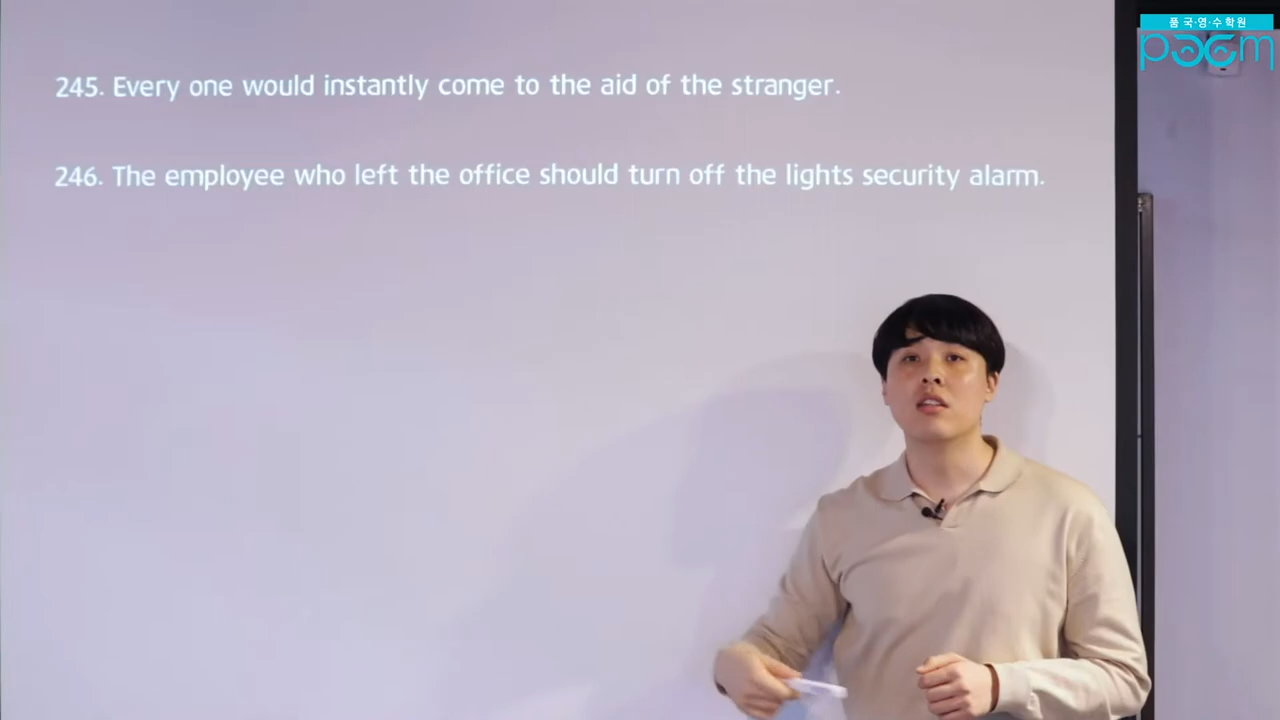 품 국·영·수학원
poem
245. Every one would instantly come to the aid of the stranger.
246. The employee who left the office should turn off the lights security alarm.